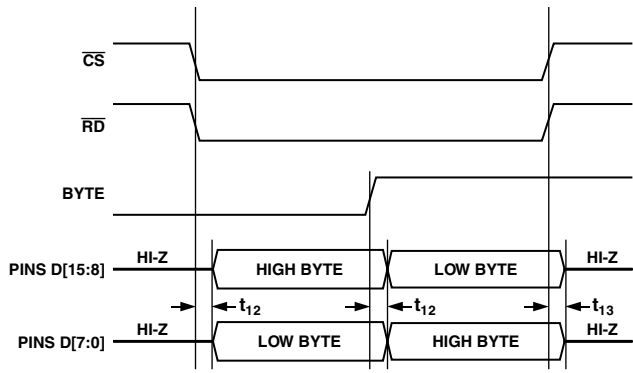 CS
RD
BYTE
PINS D[15:8] HI-Z HIGH BYTE LOW BYTE HI-Z
t12 t12 t13
PINS D[7:0] HI-Z LOW BYTE HIGH BYTE HI-Z